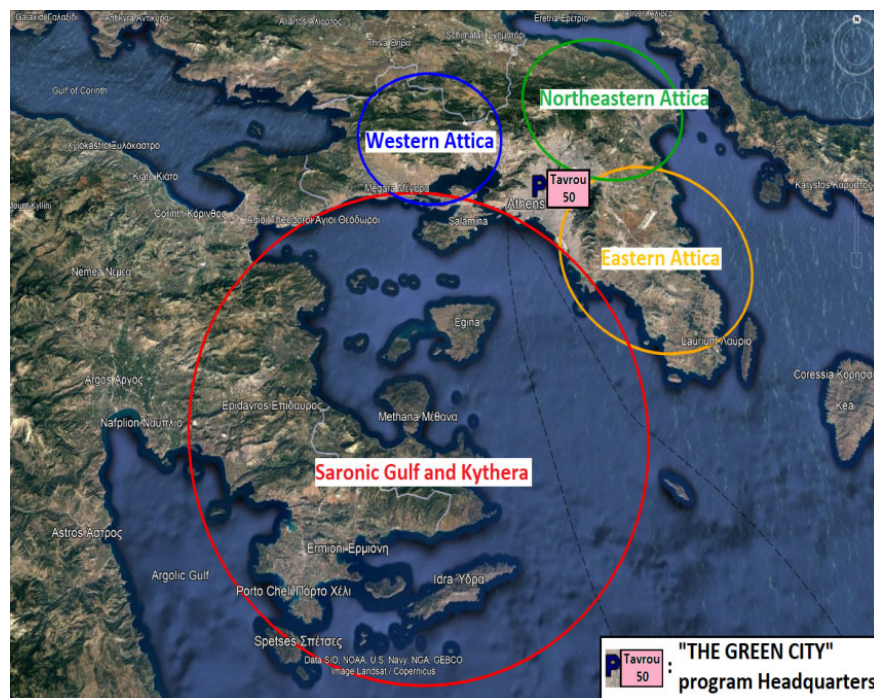 Galaxidi Γαλαξίδι
Antikyra Αντίκυρα
Aliartos Αλίαρτος
Eretria Ερέτρια
Thiva Θήβα
Schimatari Σχηματάρι
Gulf of Corinth
Northeastern Attica
Western Attica
Xylokastro Ξυλόκαστρο
Kiato Κιάτο
Megara Μέγαρα
P Tavrou
50
Athens
Karystos Κάρυστος
Corinth Κόρινθος
Agioi Theodoroi Άγιοι Θεόδωροι
Salamina
Eastern Attica
Nemea Νεμέα
Egina
Laurium Λαύριο
Coressia Κορησσία
Kea
Argos Άργος
Epidavros Επίδαυρος
Methana Μέθανα
Nafplion Ναύπλιο
Saronic Gulf and Kythera
Astros Άστρος
Ermioni Ερμιόνη
Argolic Gulf
Porto Cheli Πόρτο Χέλι
Idra Ύδρα
Spetses Σπέτσες
Data SIO, NOAA, U.S. Navy, NGA, GEBCO
Image Landsat / Copernicus
P Tavrou
50
:
"THE GREEN CITY"
program Headquarters